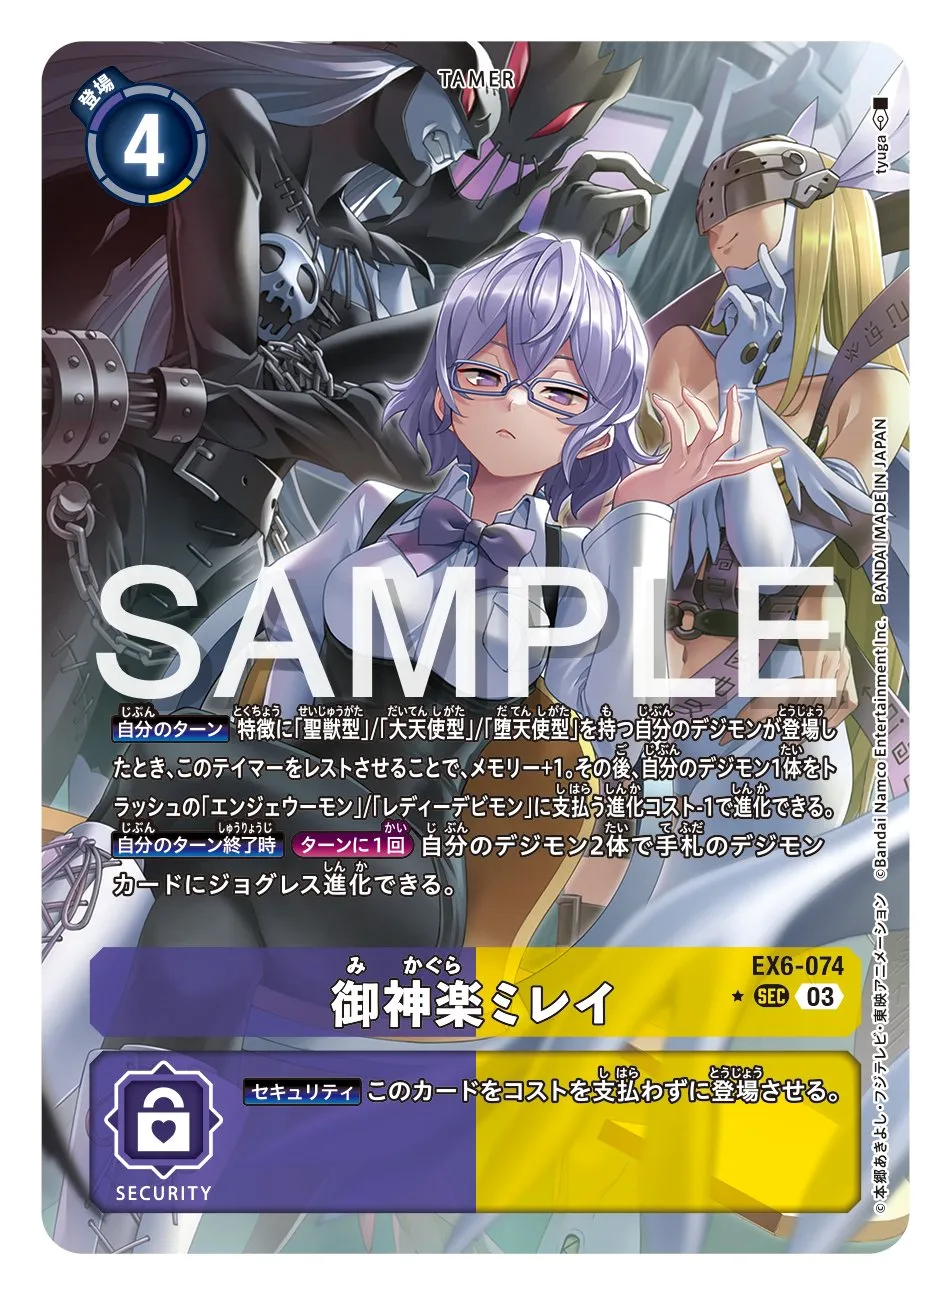 TAMER
登場
4
tyuga
SAMPLE
自分のターン 特徴に「聖獣型」/「大天使型」/「堕天使型」を持つ自分のデジモンが登場し
たとき、このテイマーをレストさせることで、メモリー+1。その後、自分のデジモン1体をト
ラッシュの「エンジェウーモン」/「レディーデビモン」に支払う進化コスト-1で進化できる。
自分のターン終了時 ターンに1回 自分のデジモン2体で手札のデジモン
カードにジョグレス進化できる。
EX6-074
み かぐら
御神楽ミレイ
★ SEC 03
セキュリティ このカードをコストを支払わずに登場させる。
SECURITY
©本郷あきよし・フジテレビ・東映アニメーション ©Bandai Namco Entertainment Inc. BANDAI MADE IN JAPAN